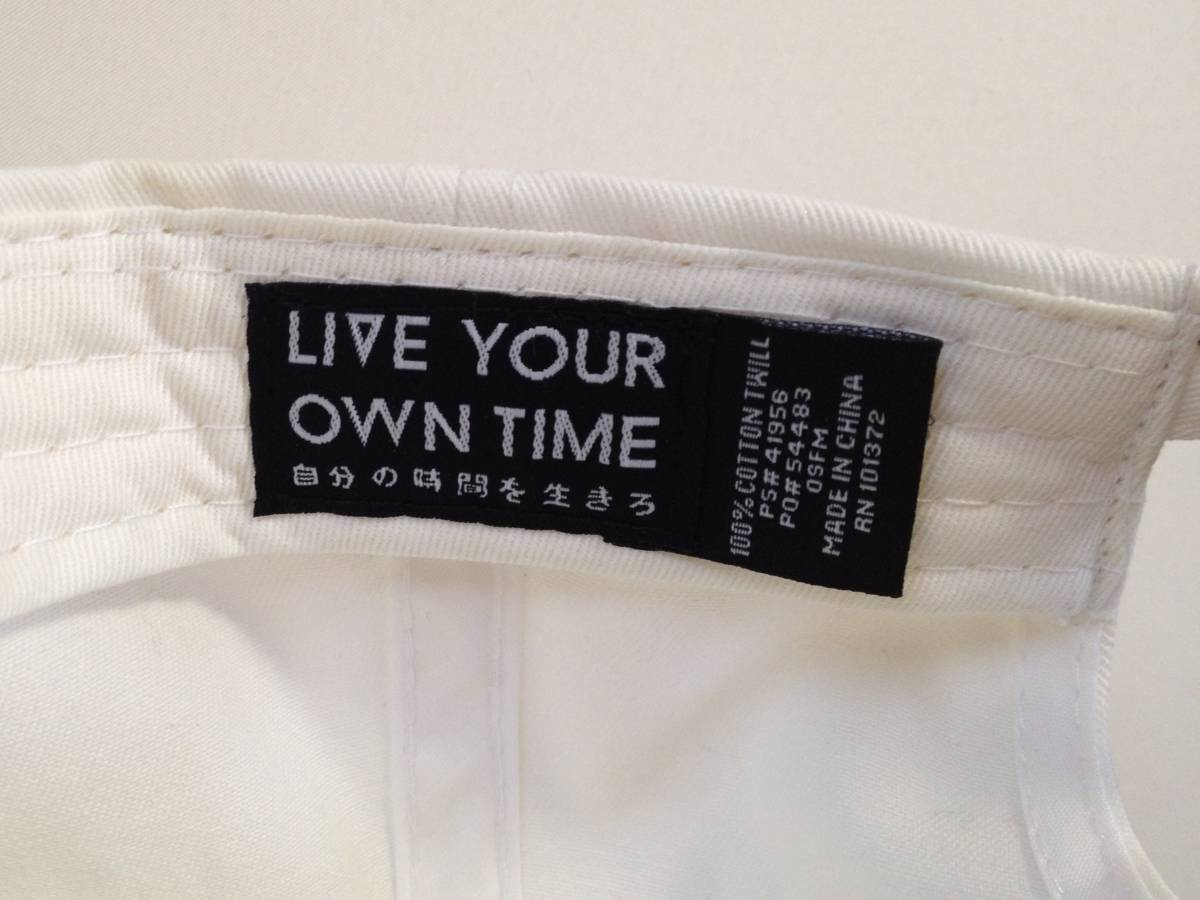 LIVE YOUR
OWN TIME
自分の時間を生きろ
100% COTTON TWILL
PS# 41956
PO# 54483
OSFM
MADE IN CHINA
RN 101372